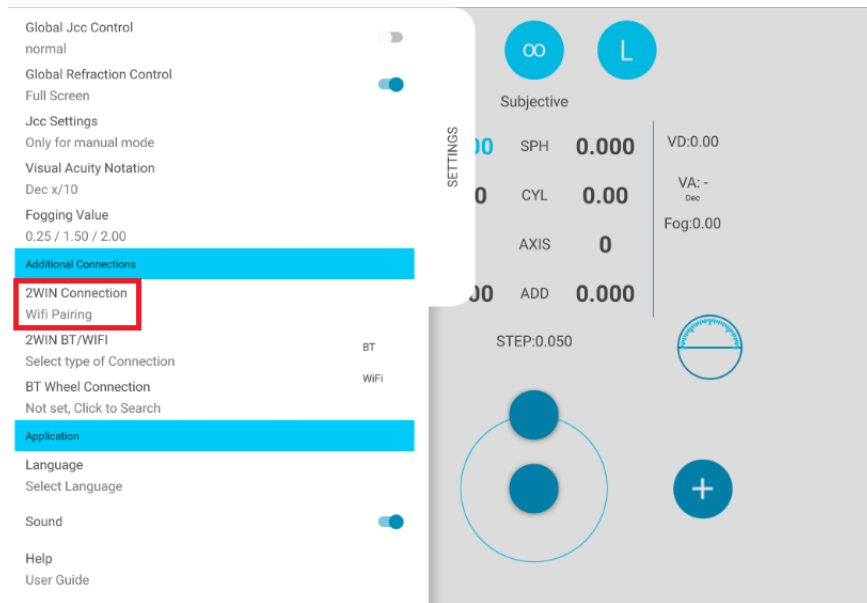 Global Jcc Control
normal
Global Refraction Control
Full Screen
Jcc Settings
Only for manual mode
Visual Acuity Notation
Dec x/10
Fogging Value
0.25 / 1.50 / 2.00
Additional Connections
2WIN Connection
Wifi Pairing
2WIN BT/WIFI
Select type of Connection
BT
WiFi
BT Wheel Connection
Not set, Click to Search
Application
Language
Select Language
Sound
Help
User Guide
SETTINGS
∞ L
Subjective
00 SPH 0.000
0 CYL 0.00
AXIS 0
00 ADD 0.000
STEP:0.050
VD:0.00
VA: -
Dec
Fog:0.00
+